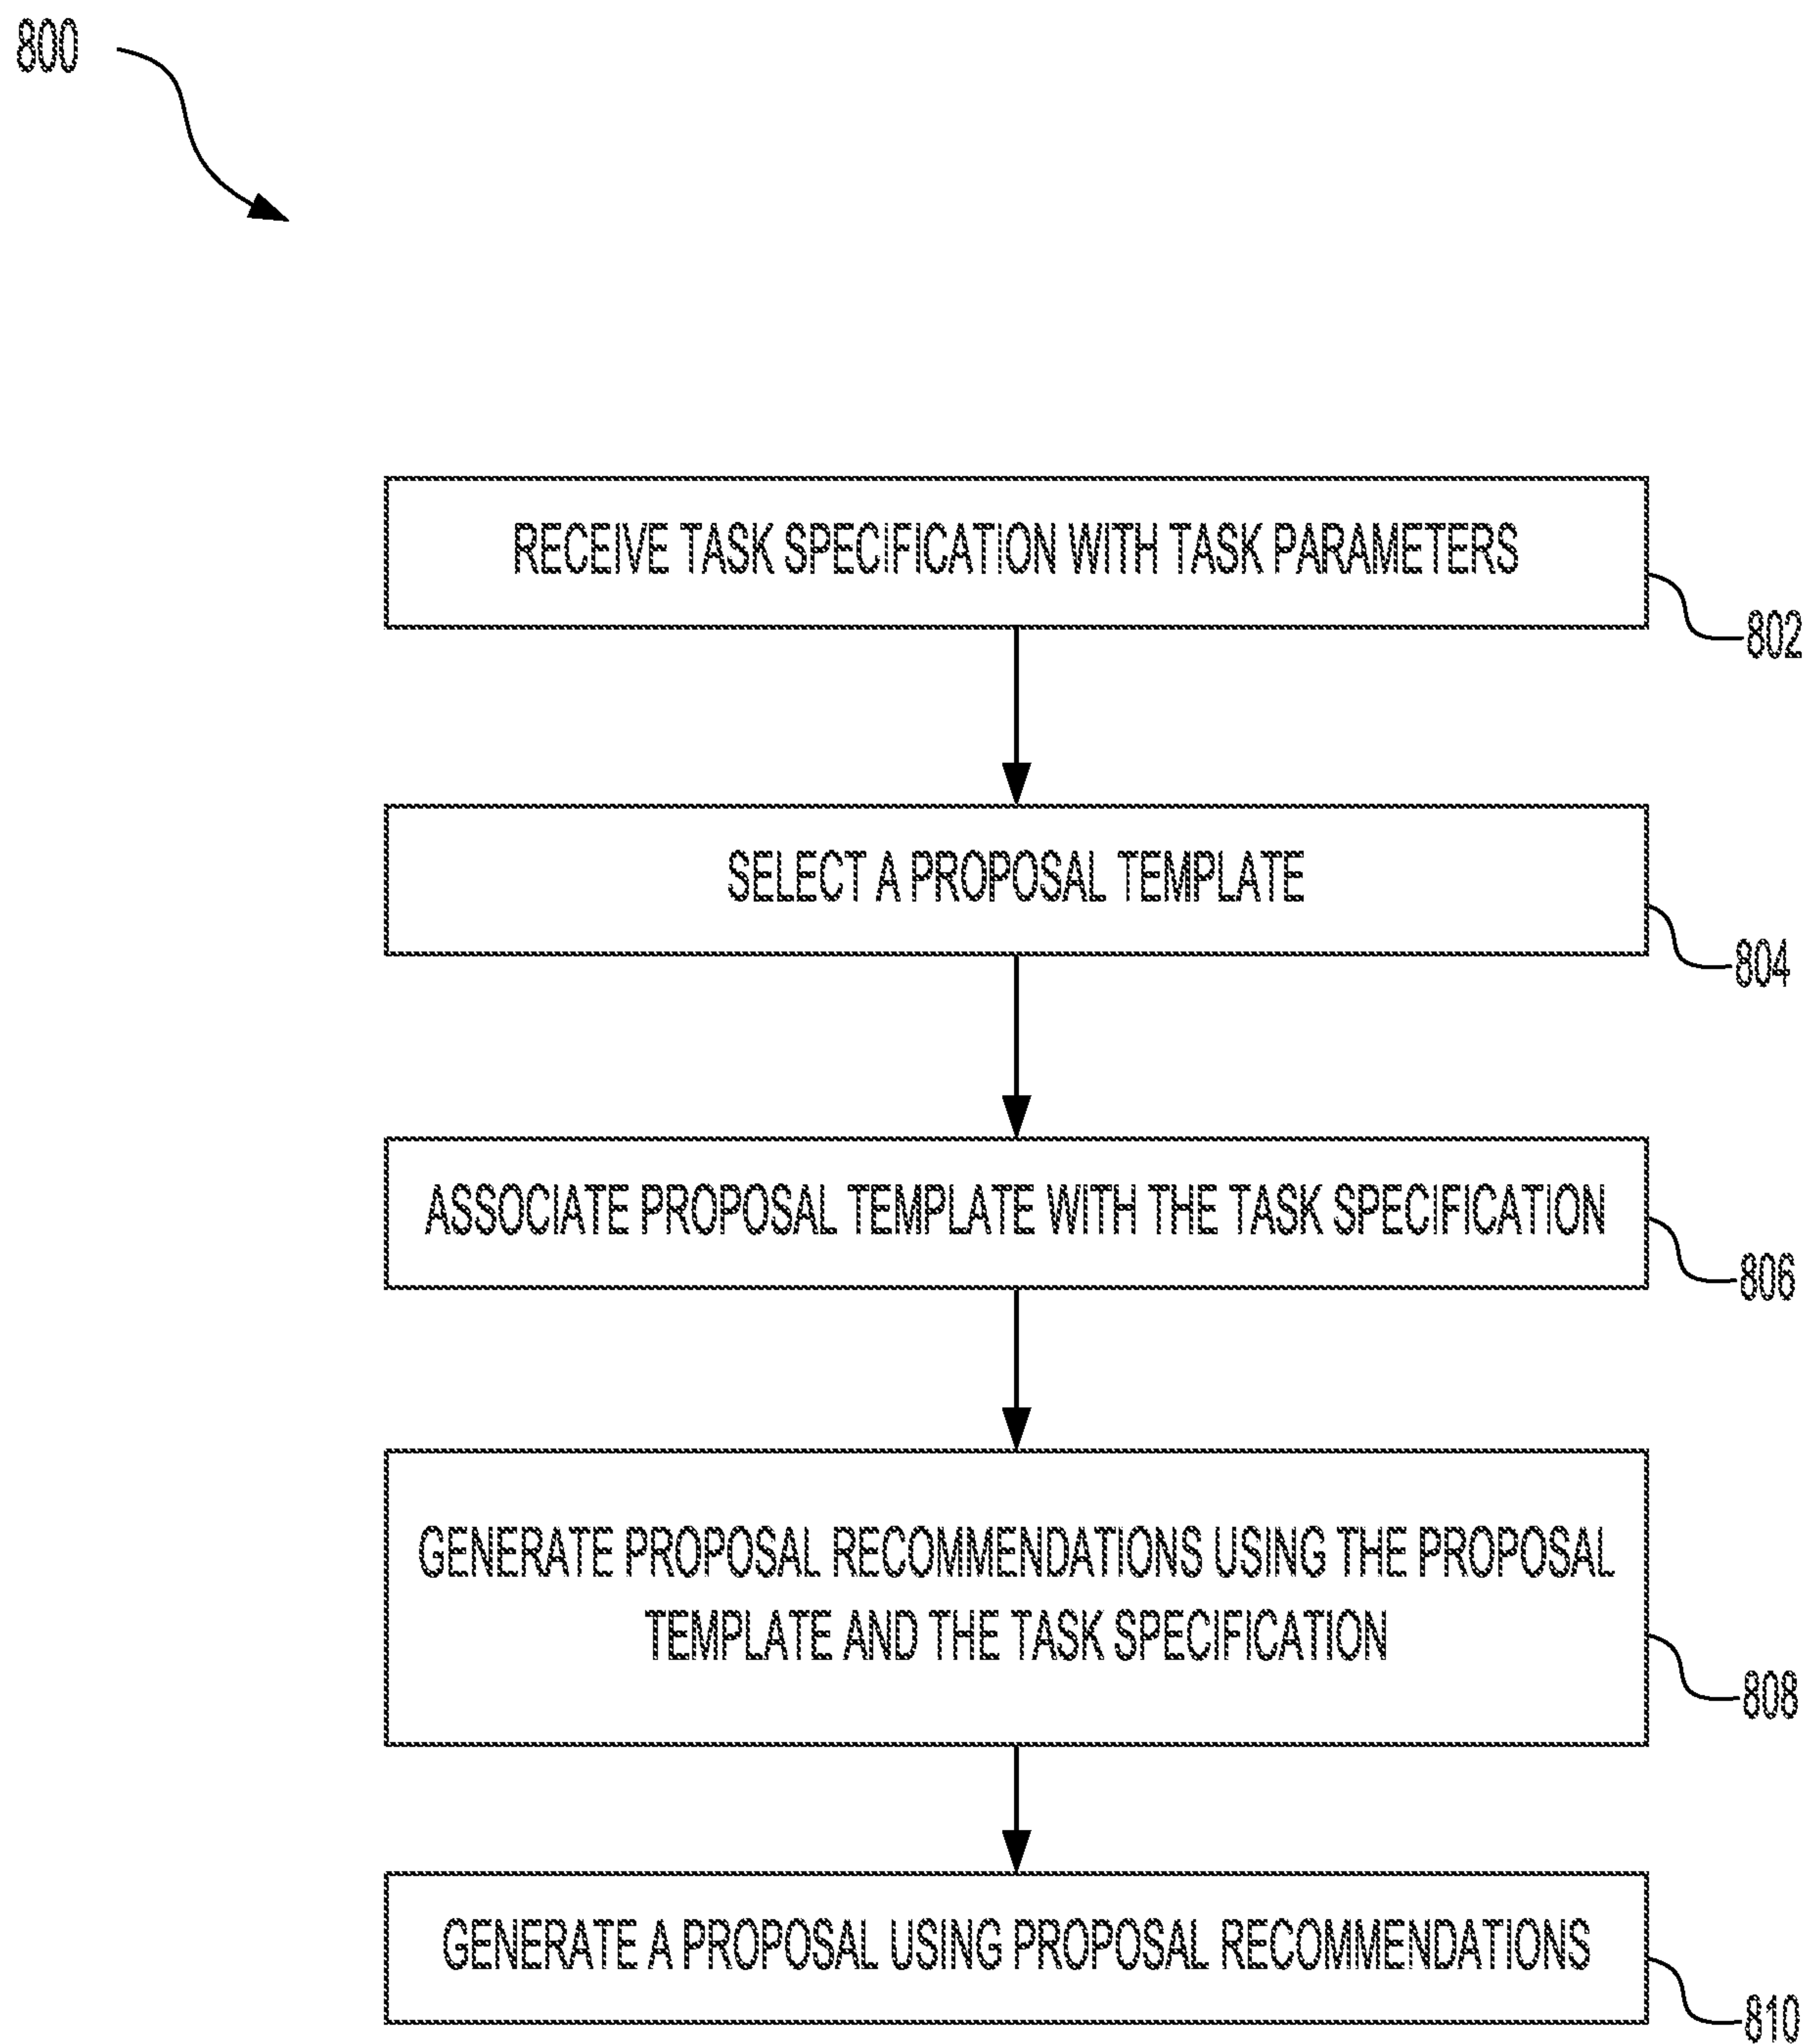 800
RECEIVE TASK SPECIFICATION WITH TASK PARAMETERS
802
SELECT A PROPOSAL TEMPLATE
804
ASSOCIATE PROPOSAL TEMPLATE WITH THE TASK SPECIFICATION
806
GENERATE PROPOSAL RECOMMENDATIONS USING THE PROPOSAL
TEMPLATE AND THE TASK SPECIFICATION
808
GENERATE A PROPOSAL USING PROPOSAL RECOMMENDATIONS
810